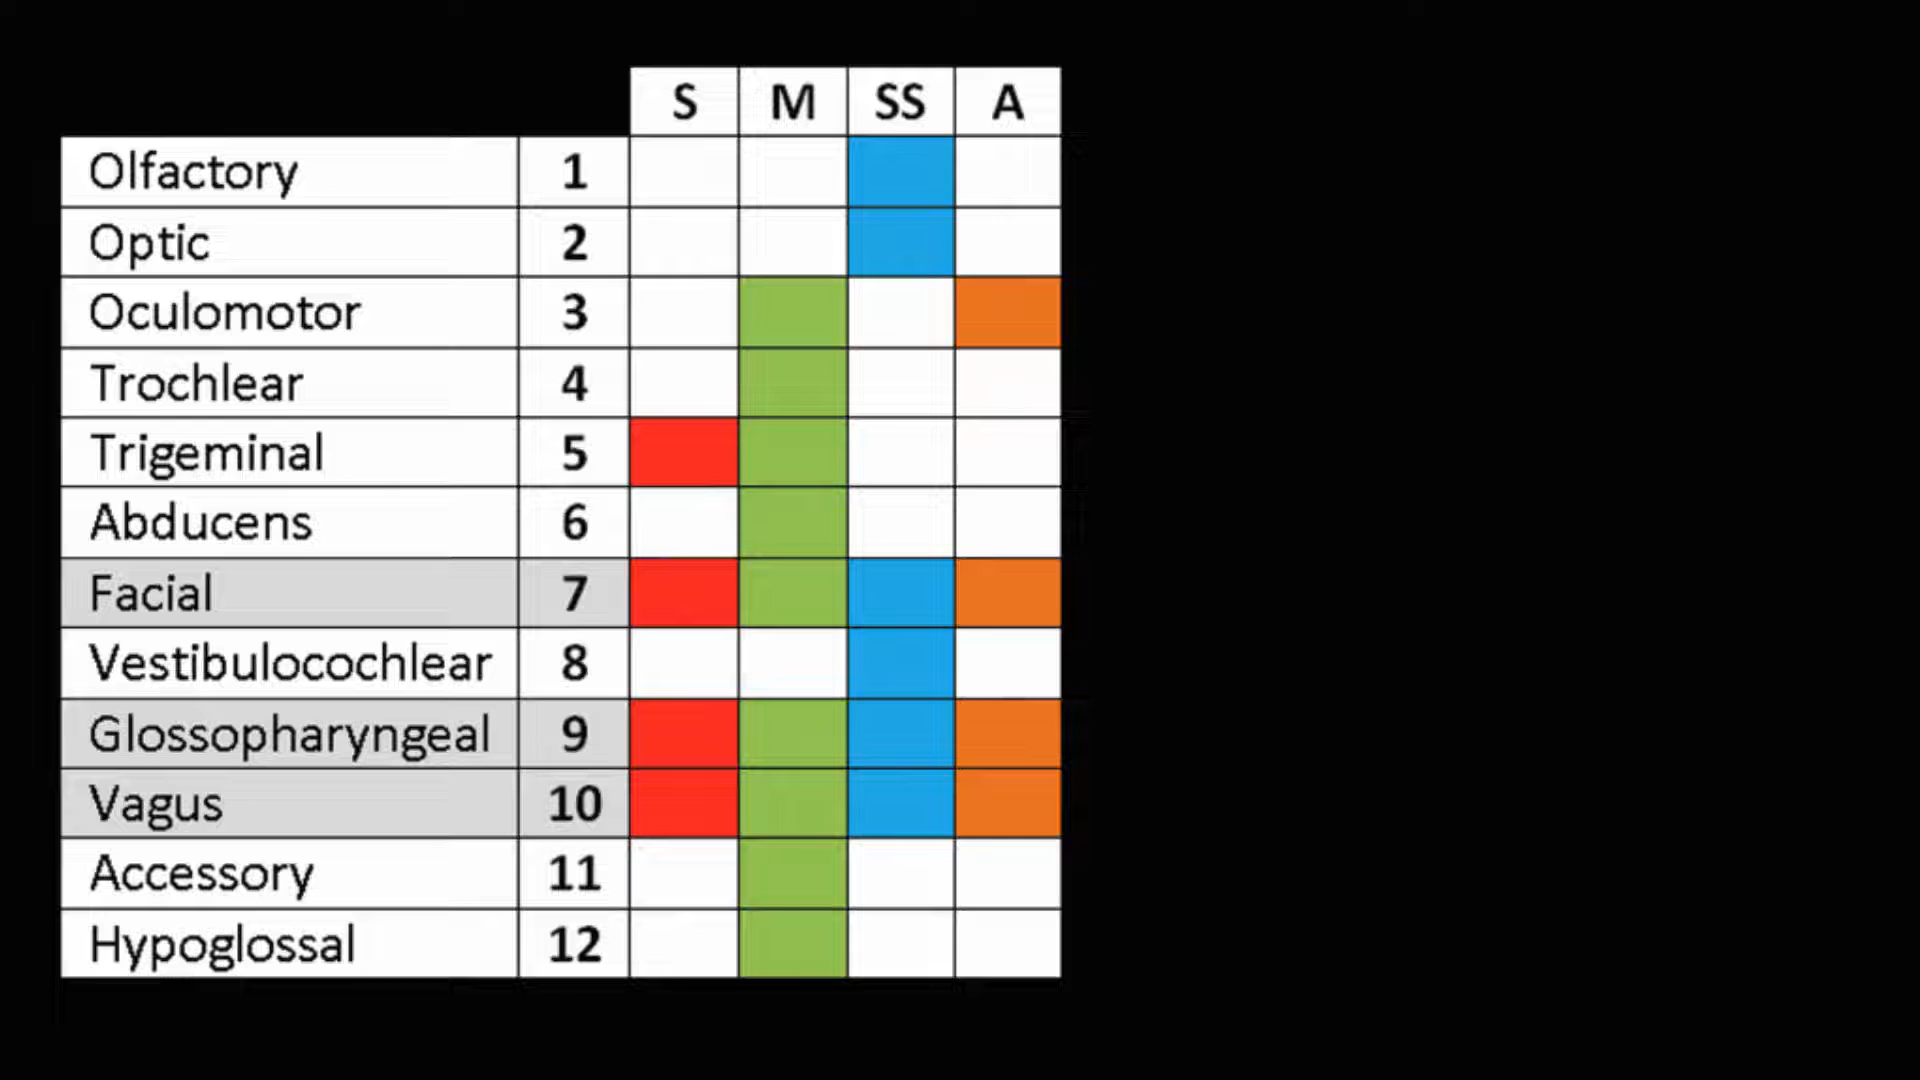 S M SS A
Olfactory 1
Optic 2
Oculomotor 3
Trochlear 4
Trigeminal 5
Abducens 6
Facial 7
Vestibulocochlear 8
Glossopharyngeal 9
Vagus 10
Accessory 11
Hypoglossal 12